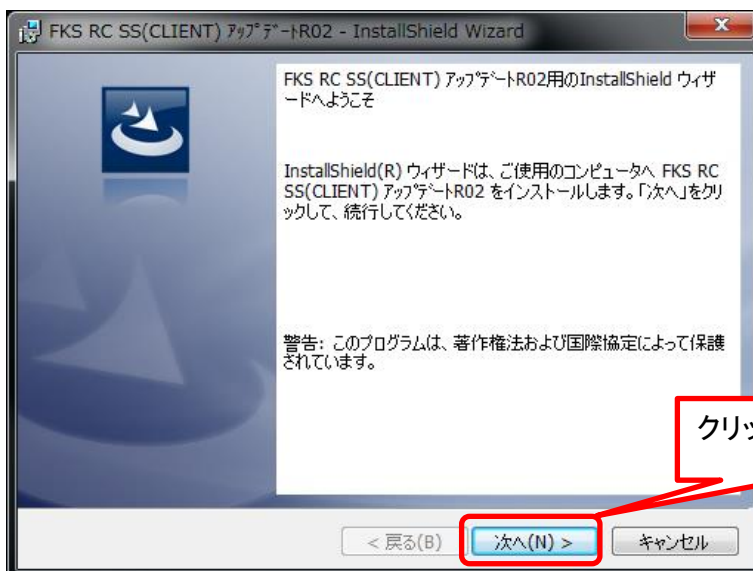 FKS RC SS(CLIENT) ｱｯﾌﾟﾃﾞｰﾄR02 - InstallShield Wizard
FKS RC SS(CLIENT) ｱｯﾌﾟﾃﾞｰﾄR02用のInstallShield ウィザ
ードへようこそ
InstallShield(R) ウィザードは、ご使用のコンピュータへ FKS RC
SS(CLIENT) ｱｯﾌﾟﾃﾞｰﾄR02 をインストールします。「次へ」をクリ
ックして、続行してください。
警告: このプログラムは、著作権法および国際協定によって保護
されています。
クリッ
< 戻る(B)
次へ(N) >
キャンセル